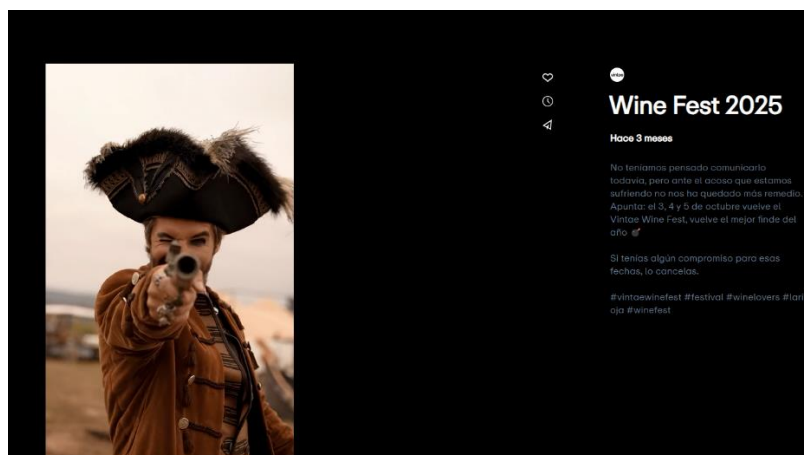 vintae
Wine Fest 2025
Hace 3 meses
No teníamos pensado comunicarlo
todavía, pero ante el acoso que estamos
sufriendo no nos ha quedado más remedio.
Apunta: el 3, 4 y 5 de octubre vuelve el
Vintae Wine Fest, vuelve el mejor finde del
año 💣
Si tenías algún compromiso para esas
fechas, lo cancelas.
#vintaewinefest #festival #winelovers #lari
oja #winefest